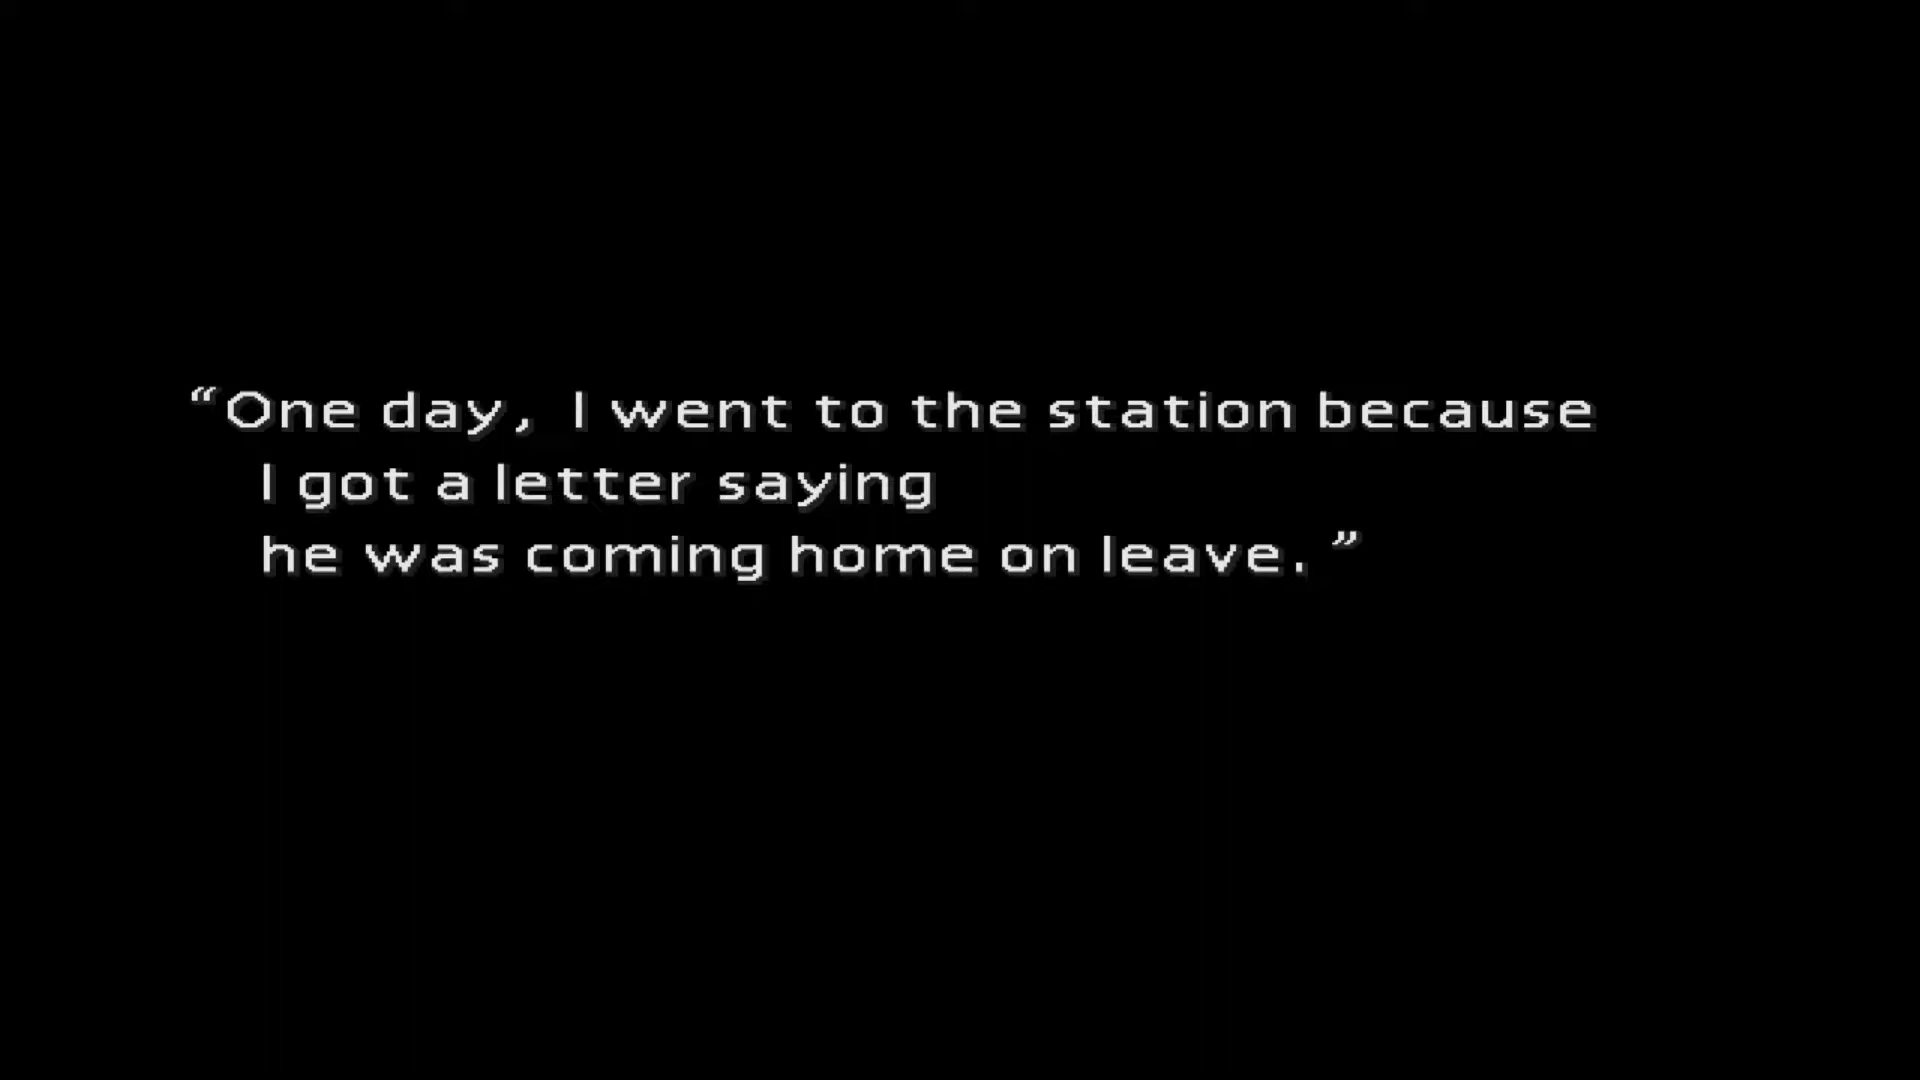 “One day, I went to the station because
I got a letter saying
he was coming home on leave. ”